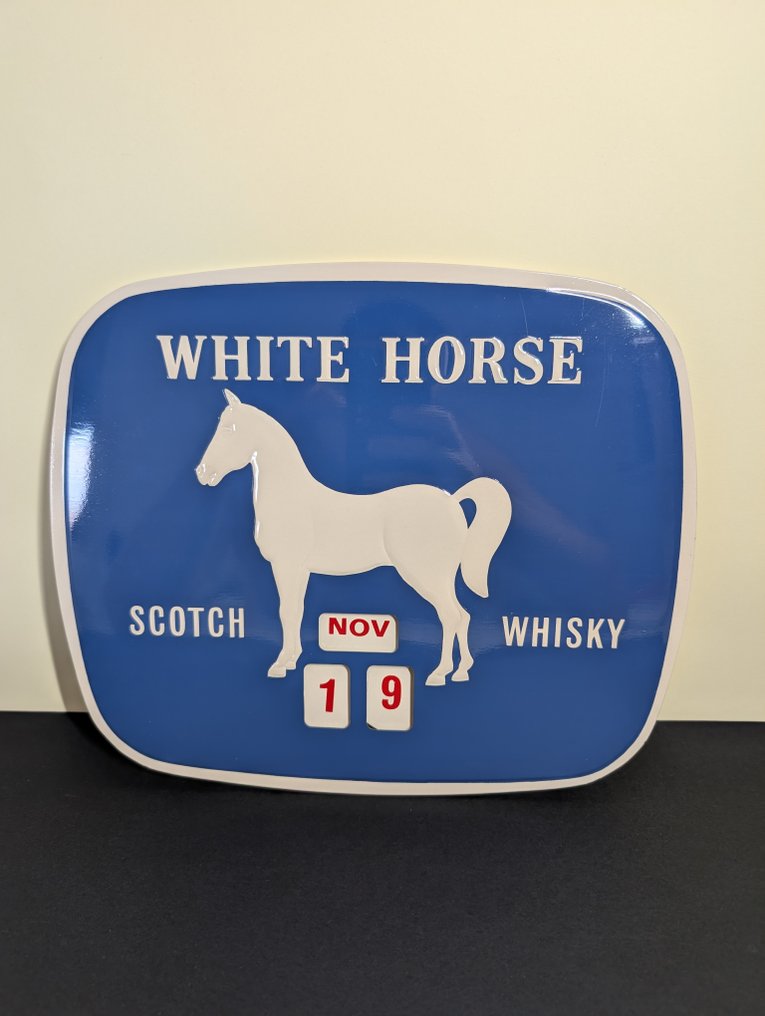 WHITE HORSE
SCOTCH WHISKY
NOV
1 9